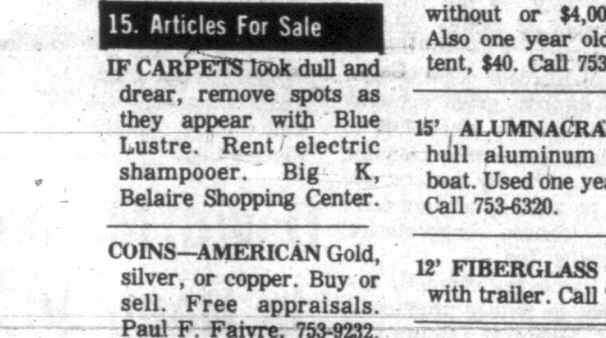 15. Articles For Sale
IF CARPETS look dull and
drear, remove spots as
they appear with Blue
Lustre. Rent electric
shampooer. Big K,
Belaire Shopping Center.
COINS—AMERICAN Gold,
silver, or copper. Buy or
sell. Free appraisals.
Paul F. Faivre, 753-9232.
without or $4,00
Also one year old
tent, $40. Call 753
15' ALUMNACRA
hull aluminum
boat. Used one yea
Call 753-6320.
12' FIBERGLASS
with trailer. Call